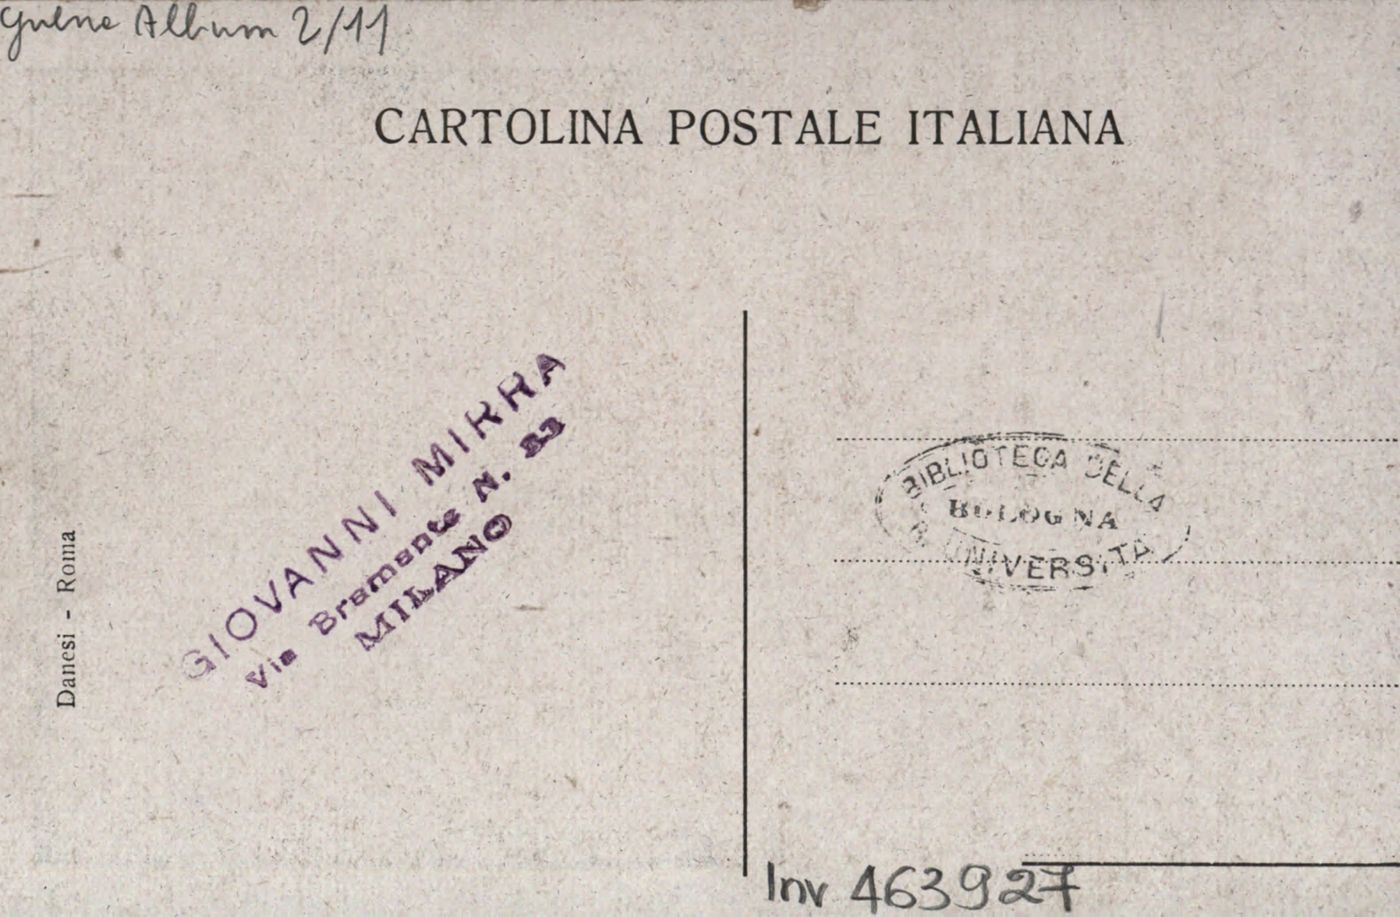 Album 2/11
CARTOLINA POSTALE ITALIANA
GIOVANNI MIRRA
Via Bramante N. 33
MILANO
Danesi - Roma
BIBLIOTECA DELLA
BOLOGNA
R. UNIVERSITÀ
Inv 463927